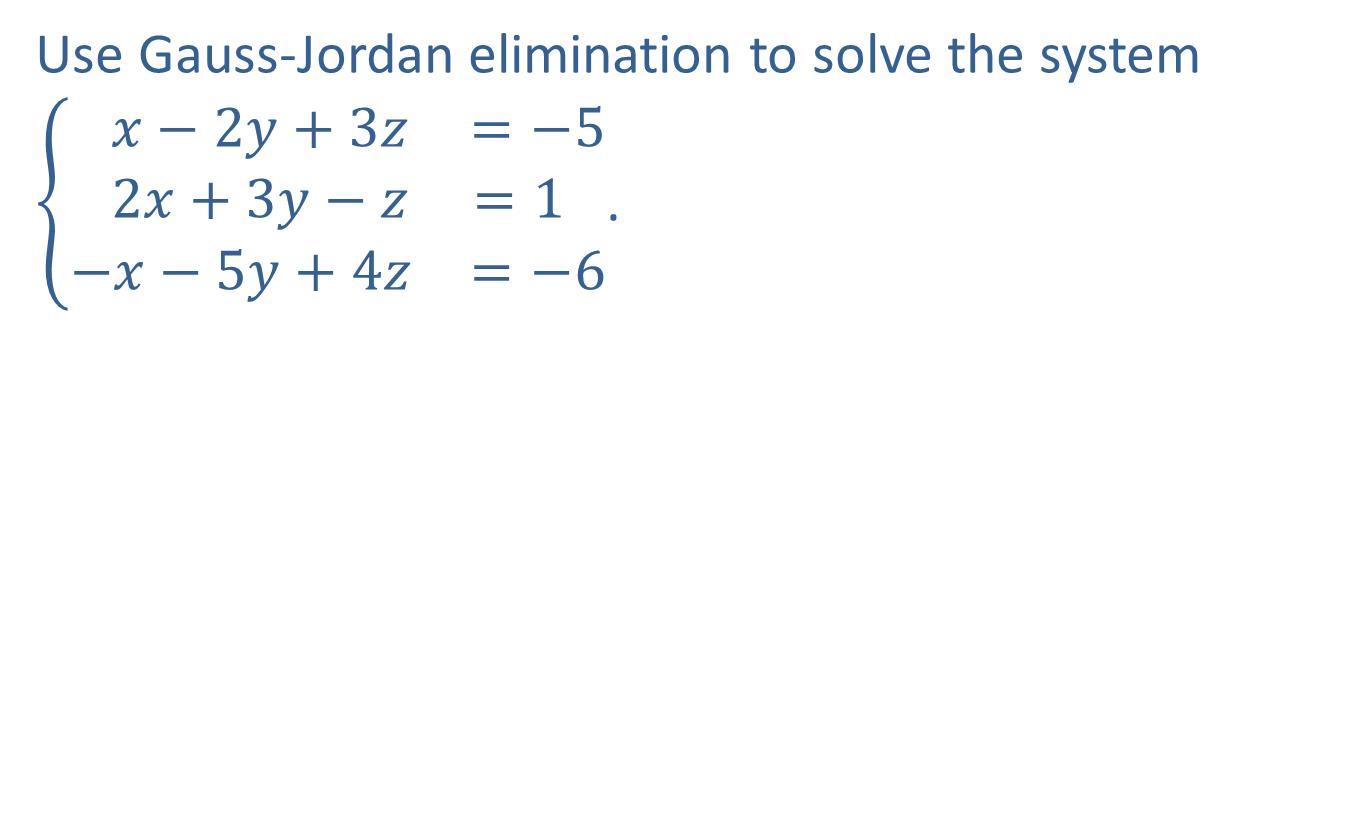 Use Gauss-Jordan elimination to solve the system
x − 2y + 3z = −5
2x + 3y − z = 1 .
−x − 5y + 4z = −6